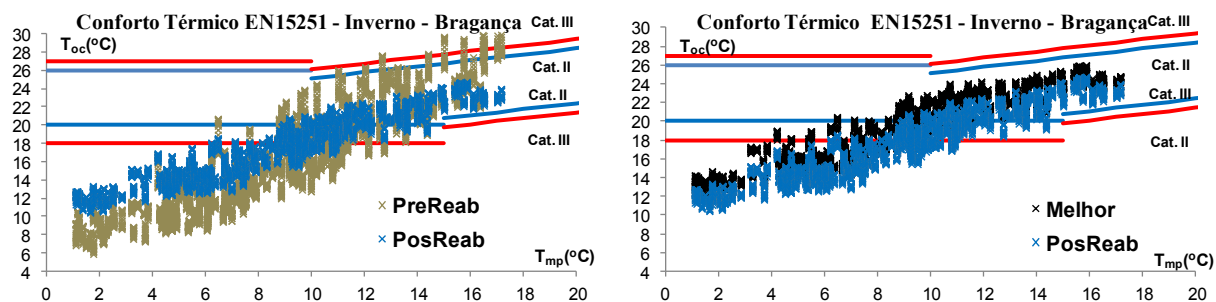 Conforto Térmico EN15251 - Inverno - Bragança
Cat. III
30
T_oc(ºC)
28
26
Cat. II
24
22
Cat. II
20
18
Cat. III
16
14
12
10
PreReab
8
PosReab
6
T_mp(ºC)
4
0 2 4 6 8 10 12 14 16 18 20
Conforto Térmico EN15251 - Inverno - Bragança
Cat. III
30
T_oc(ºC)
28
26
Cat. II
24
22
Cat. III
20
18
Cat. II
16
14
12
10
Melhor
8
PosReab
6
T_mp(ºC)
4
0 2 4 6 8 10 12 14 16 18 20